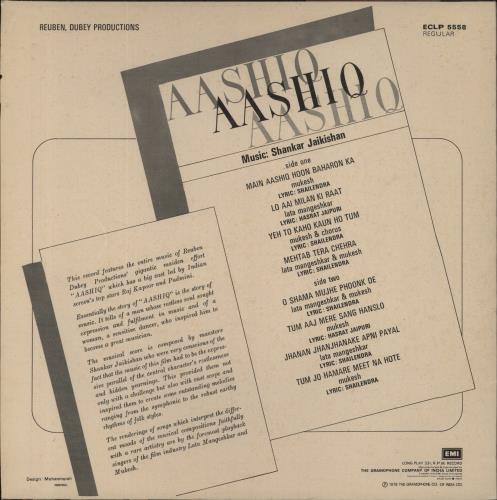 REUBEN, DUBEY PRODUCTIONS
ECLP 5558
REGULAR
AASHIQ
AASHIQ
AASHIQ
Music: Shankar Jaikishan
side one
MAIN AASHIQ HOON BAHARON KA
mukesh
LYRIC: SHAILENDRA
LO AAI MILAN KI RAAT
lata mangeshkar
LYRIC: HASRAT JAIPURI
YEH TO KAHO KAUN HO TUM
mukesh & chorus
LYRIC: SHAILENDRA
MEHTAB TERA CHEHRA
lata mangeshkar & mukesh
LYRIC: SHAILENDRA
side two
O SHAMA MUJHE PHOONK DE
lata mangeshkar & mukesh
LYRIC: SHAILENDRA
TUM AAJ MERE SANG HANSLO
mukesh
LYRIC: HASRAT JAIPURI
JHANAN JHANJHANAKE APNI PAYAL
lata mangeshkar
LYRIC: SHAILENDRA
TUM JO HAMARE MEET NA HOTE
mukesh
LYRIC: SHAILENDRA
This record features the entire music of Reuben
Dubey Productions' gigantic maiden effort
"AASHIQ" which has a big cast led by Indian
screen's top stars Raj Kapoor and Padmini.
Essentially the story of "AASHIQ" is the story of
music. It tells of a man whose restless soul sought
expression and fulfilment in music and of a
woman, a sensitive dancer, who inspired him to
become a great musician.
The musical score is composed by maestros
Shankar Jaikishan who were very conscious of the
fact that the music of this film had to be the expres-
sive parallel of the central character's restlessness
and hidden yearnings. This provided them not
only with a challenge but also with vast scope and
inspired them to create some outstanding melodies
ranging from the symphonic to the robust earthy
rhythms of folk styles.
The renderings of songs which interpret the differ-
ent moods of the musical compositions faithfully
with a rare artistry are by the foremost playback
singers of the film industry Lata Mangeshkar and
Mukesh.
Design: Mohanmurali
EMI
LONG PLAY 33⅓ R.P.M. RECORD
THE GRAMOPHONE COMPANY OF INDIA LIMITED
℗ 1979 THE GRAMOPHONE CO. OF INDIA LTD.